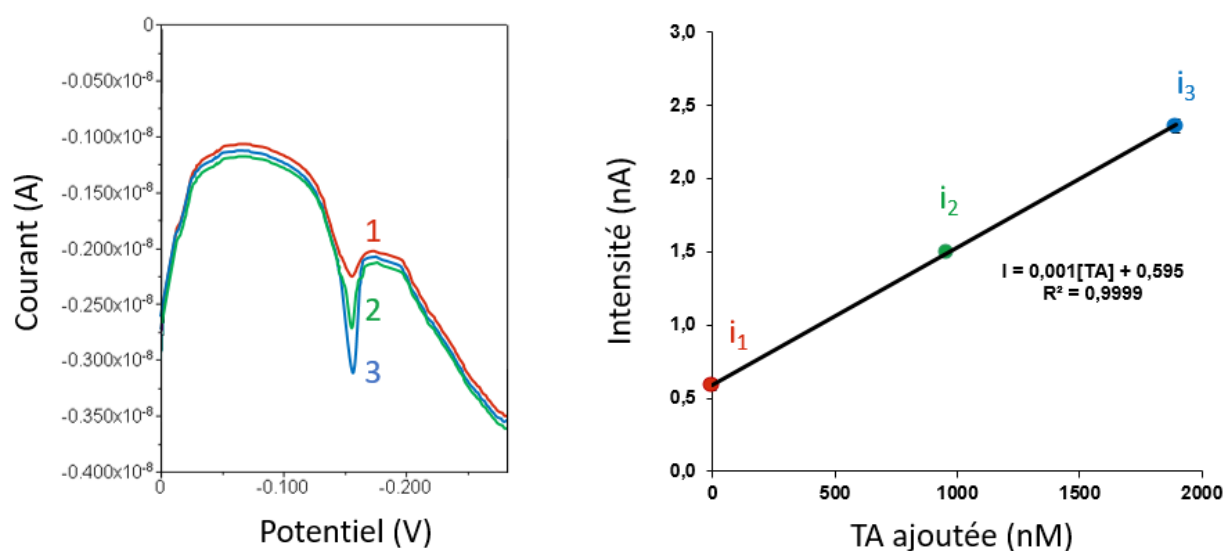 0
-0.050x10-8
-0.100x10-8
-0.150x10-8
-0.200x10-8
-0.250x10-8
-0.300x10-8
-0.350x10-8
-0.400x10-8
Courant (A)
0
-0.100
-0.200
Potentiel (V)
1
2
3
3,0
2,5
2,0
1,5
1,0
0,5
0,0
Intensité (nA)
i1
i2
i3
I = 0,001[TA] + 0,595
R² = 0,9999
0
500
1000
1500
2000
TA ajoutée (nM)